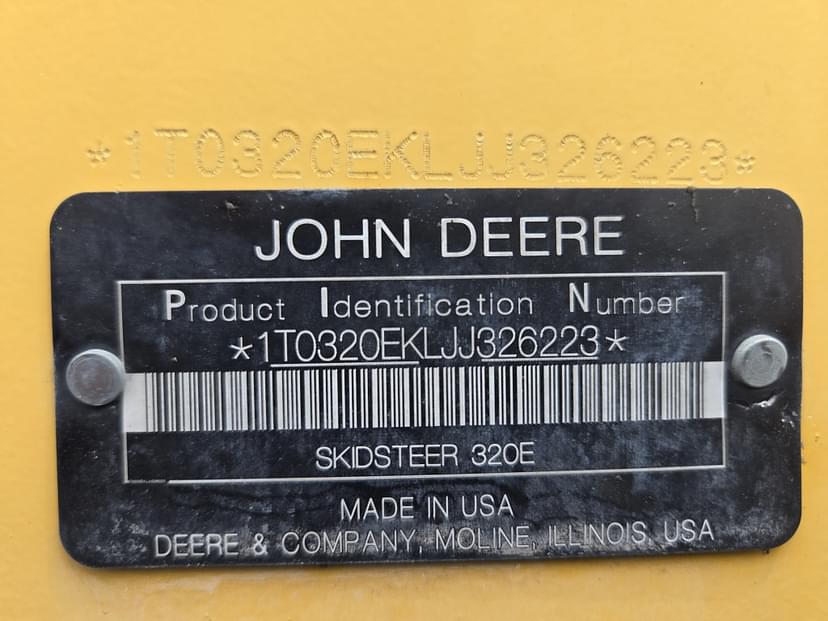 *1T0320EKLJJ326223*
JOHN DEERE
Product Identification Number
*1T0320EKLJJ326223*
SKIDSTEER 320E
MADE IN USA
DEERE & COMPANY, MOLINE, ILLINOIS, USA